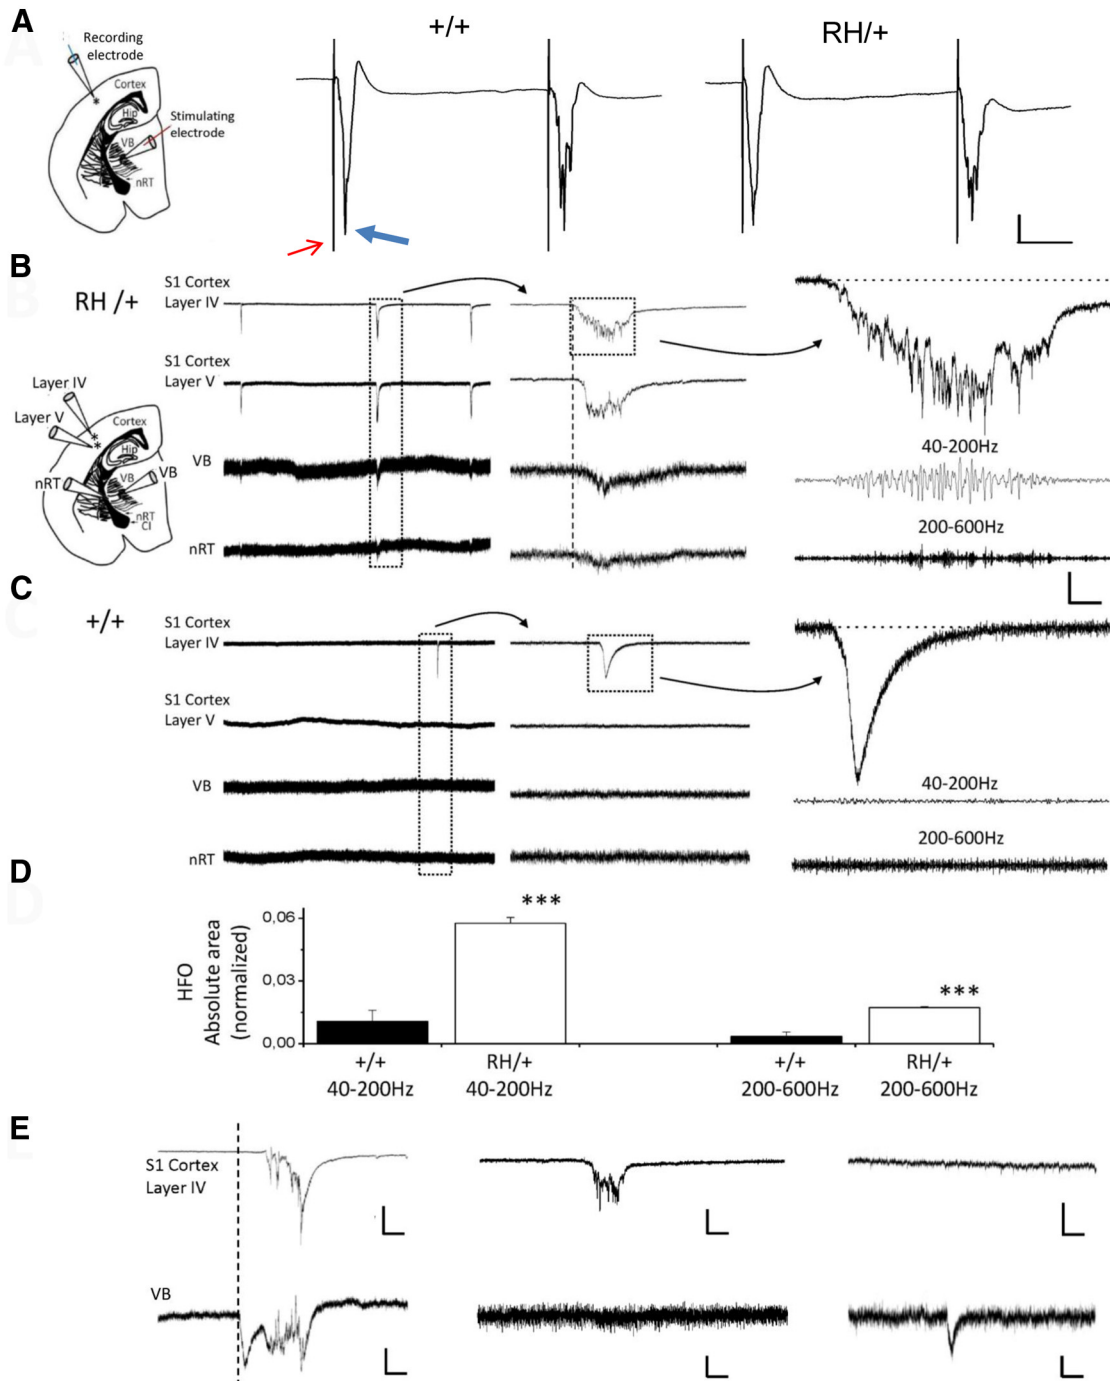 A
Recording
electrode
Cortex
Hip
VB
nRT
Stimulating
electrode
+/+
RH/+
B
RH /+
S1 Cortex
Layer IV
S1 Cortex
Layer V
VB
nRT
Layer IV
Layer V
Cortex
Hip
VB
VB
nRT
nRT
CI
40-200Hz
200-600Hz
C
+/+
S1 Cortex
Layer IV
S1 Cortex
Layer V
VB
nRT
40-200Hz
200-600Hz
D
HFO
Absolute area
(normalized)
0,06
0,03
0,00
***
***
+/+
40-200Hz
RH/+
40-200Hz
+/+
200-600Hz
RH/+
200-600Hz
E
S1 Cortex
Layer IV
VB